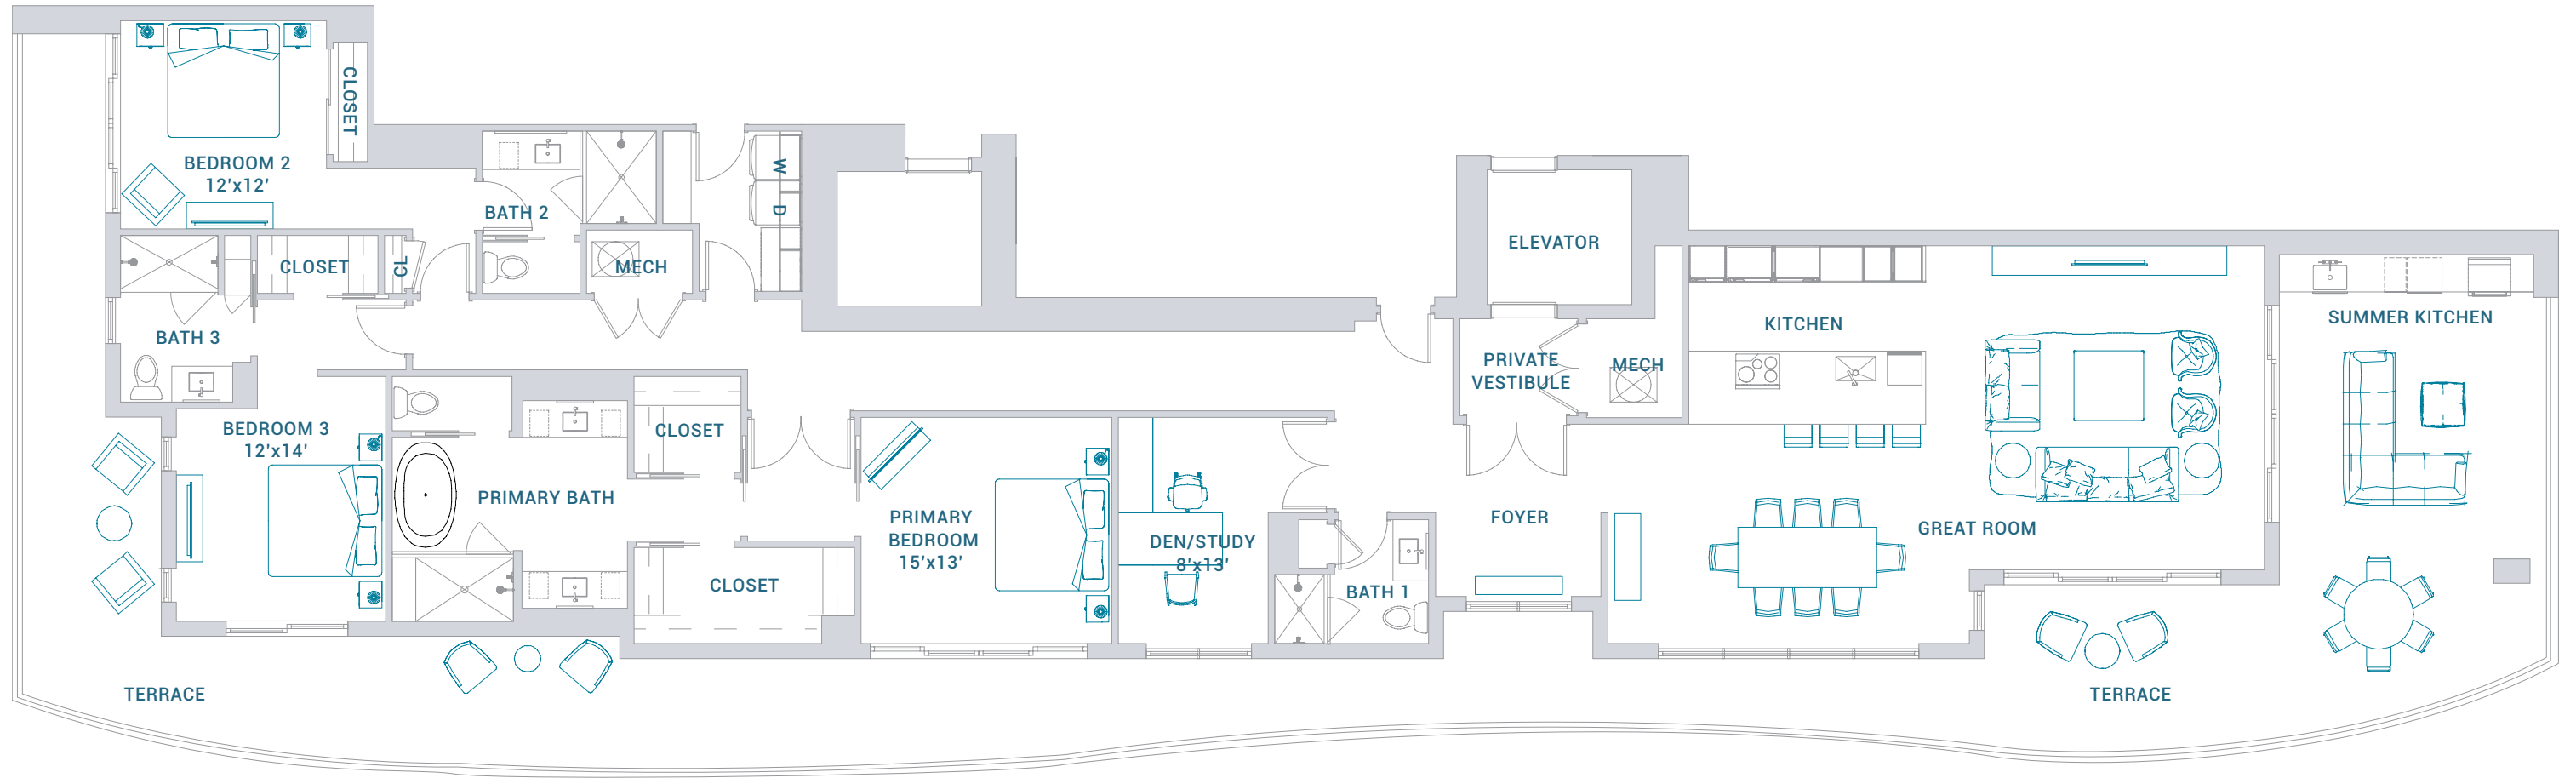 CLOSET
BEDROOM 2
12'x12'
BATH 2
W
D
CLOSET
CL
MECH
BATH 3
BEDROOM 3
12'x14'
PRIMARY BATH
CLOSET
CLOSET
PRIMARY
BEDROOM
15'x13'
DEN/STUDY
8'x13'
BATH 1
ELEVATOR
PRIVATE
VESTIBULE
MECH
FOYER
KITCHEN
GREAT ROOM
SUMMER KITCHEN
TERRACE
TERRACE